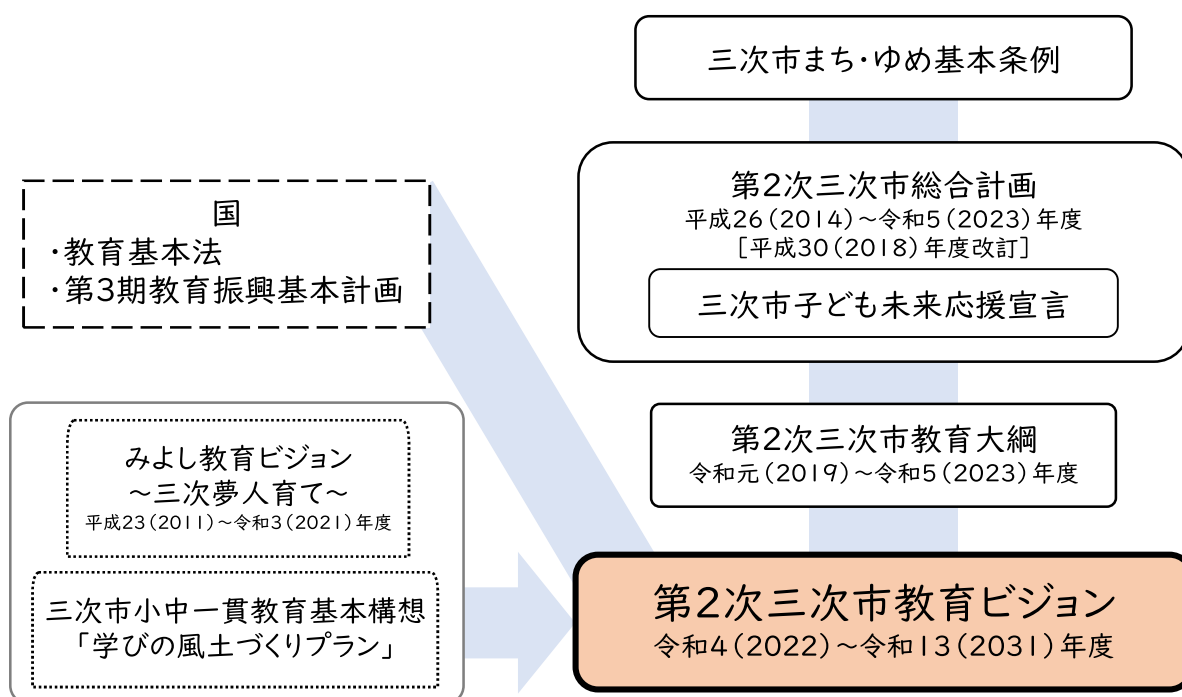 三次市まち・ゆめ基本条例
第2次三次市総合計画
平成26(2014)～令和5(2023)年度
[平成30(2018)年度改訂]
三次市子ども未来応援宣言
国
・教育基本法
・第3期教育振興基本計画
第2次三次市教育大綱
令和元(2019)～令和5(2023)年度
みよし教育ビジョン
～三次夢人育て～
平成23(2011)～令和3(2021)年度
三次市小中一貫教育基本構想
「学びの風土づくりプラン」
第2次三次市教育ビジョン
令和4(2022)～令和13(2031)年度